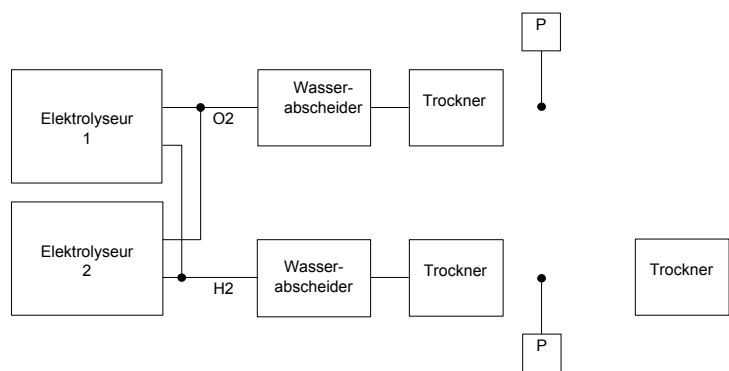 P
Elektrolyseur
1
O2
Wasser-
abscheider
Trockner
Elektrolyseur
2
H2
Wasser-
abscheider
Trockner
Trockner
P